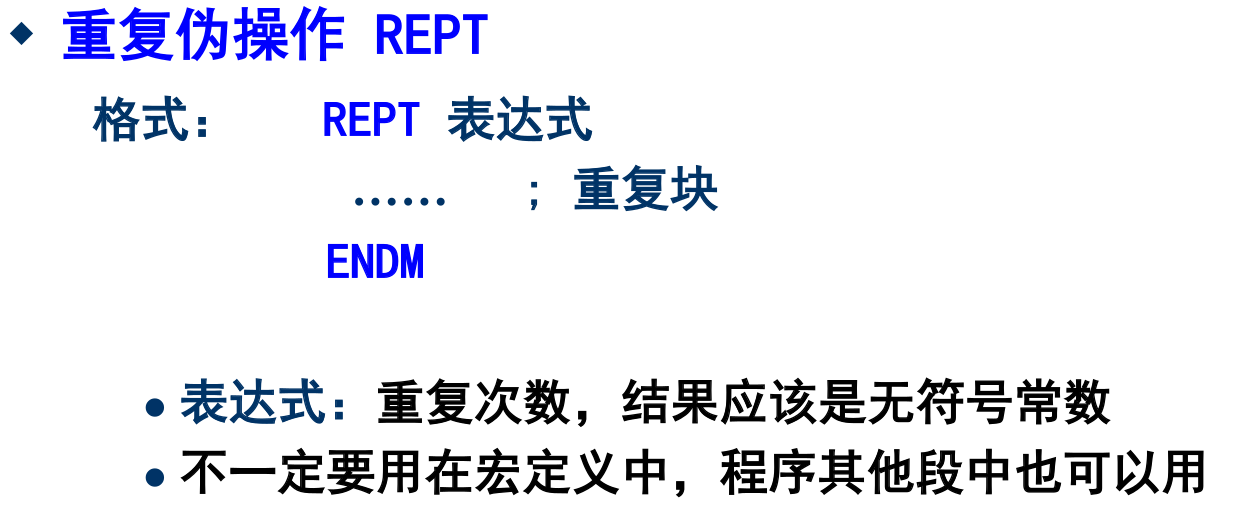 ◆ 重复伪操作 REPT
格式： REPT 表达式
…… ；重复块
ENDM
● 表达式：重复次数，结果应该是无符号常数
● 不一定要用在宏定义中，程序其他段中也可以用